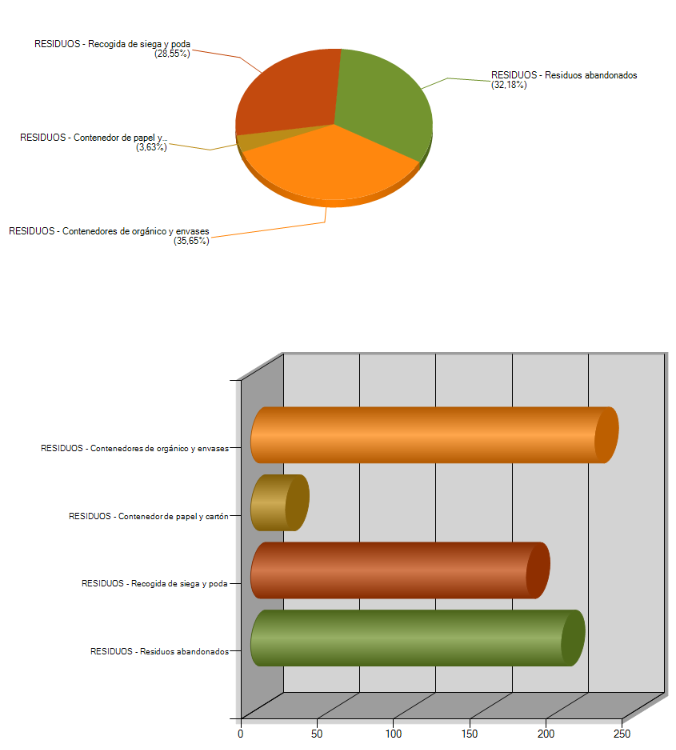 RESIDUOS - Recogida de siega y poda
(28,55%)
RESIDUOS - Residuos abandonados
(32,18%)
RESIDUOS - Contenedor de papel y...
(3,63%)
RESIDUOS - Contenedores de orgánico y envases
(35,65%)
RESIDUOS - Contenedores de orgánico y envases
RESIDUOS - Contenedor de papel y cartón
RESIDUOS - Recogida de siega y poda
RESIDUOS - Residuos abandonados
0 50 100 150 200 250